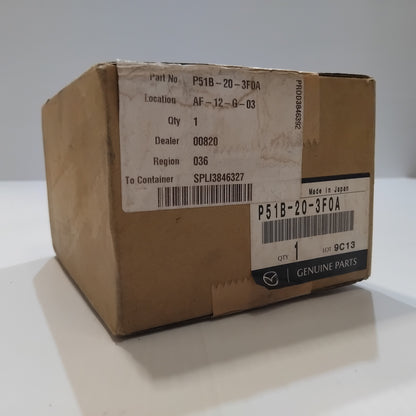 Part No P51B-20-3F0A
Location AF-12-G-03
Qty 1
Dealer 00820
Region 036
To Container SPLI3846327
PRD03846392
Made in Japan
P51B-20-3F0A
QTY 1 LOT 9C13
GENUINE PARTS